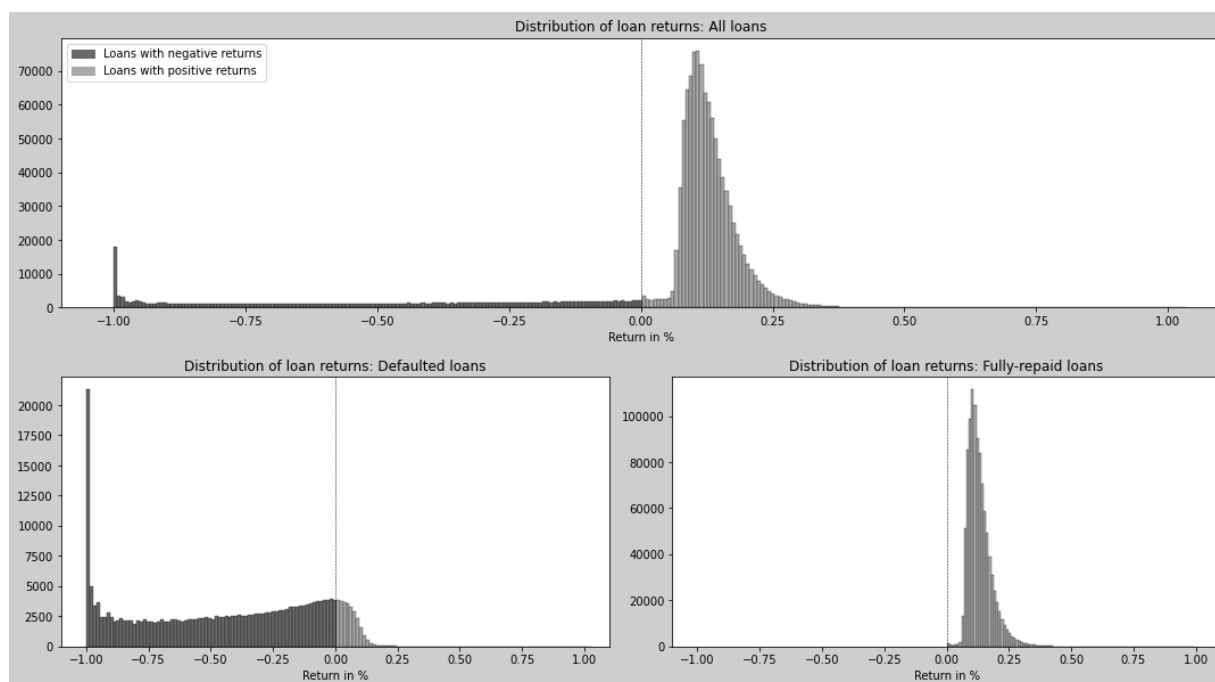 Distribution of loan returns: All loans
Loans with negative returns
Loans with positive returns
70000
60000
50000
40000
30000
20000
10000
0
−1.00 −0.75 −0.50 −0.25 0.00 0.25 0.50 0.75 1.00
Return in %
Distribution of loan returns: Defaulted loans
20000
17500
15000
12500
10000
7500
5000
2500
0
−1.00 −0.75 −0.50 −0.25 0.00 0.25 0.50 0.75 1.00
Return in %
Distribution of loan returns: Fully-repaid loans
100000
80000
60000
40000
20000
0
−1.00 −0.75 −0.50 −0.25 0.00 0.25 0.50 0.75 1.00
Return in %